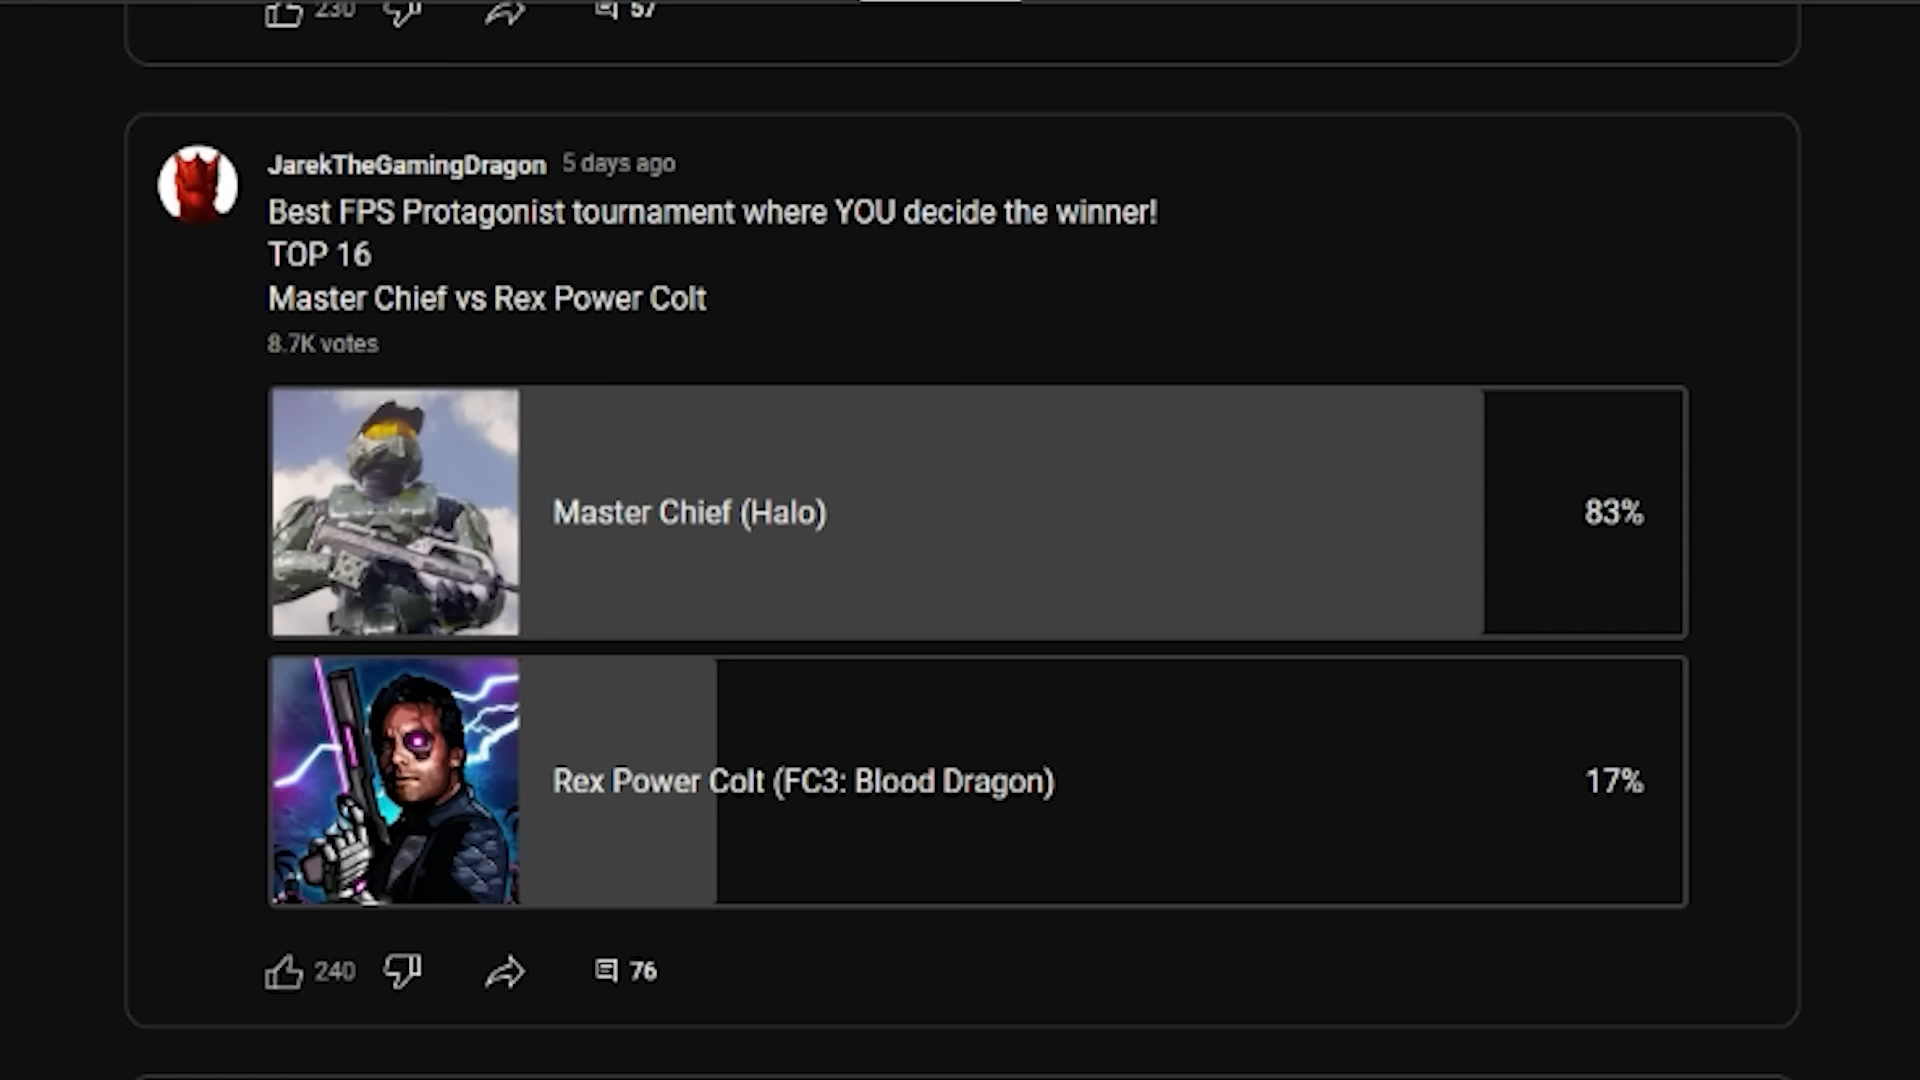 230 57
JarekTheGamingDragon 5 days ago
Best FPS Protagonist tournament where YOU decide the winner!
TOP 16
Master Chief vs Rex Power Colt
8.7K votes
Master Chief (Halo) 83%
Rex Power Colt (FC3: Blood Dragon) 17%
240 76